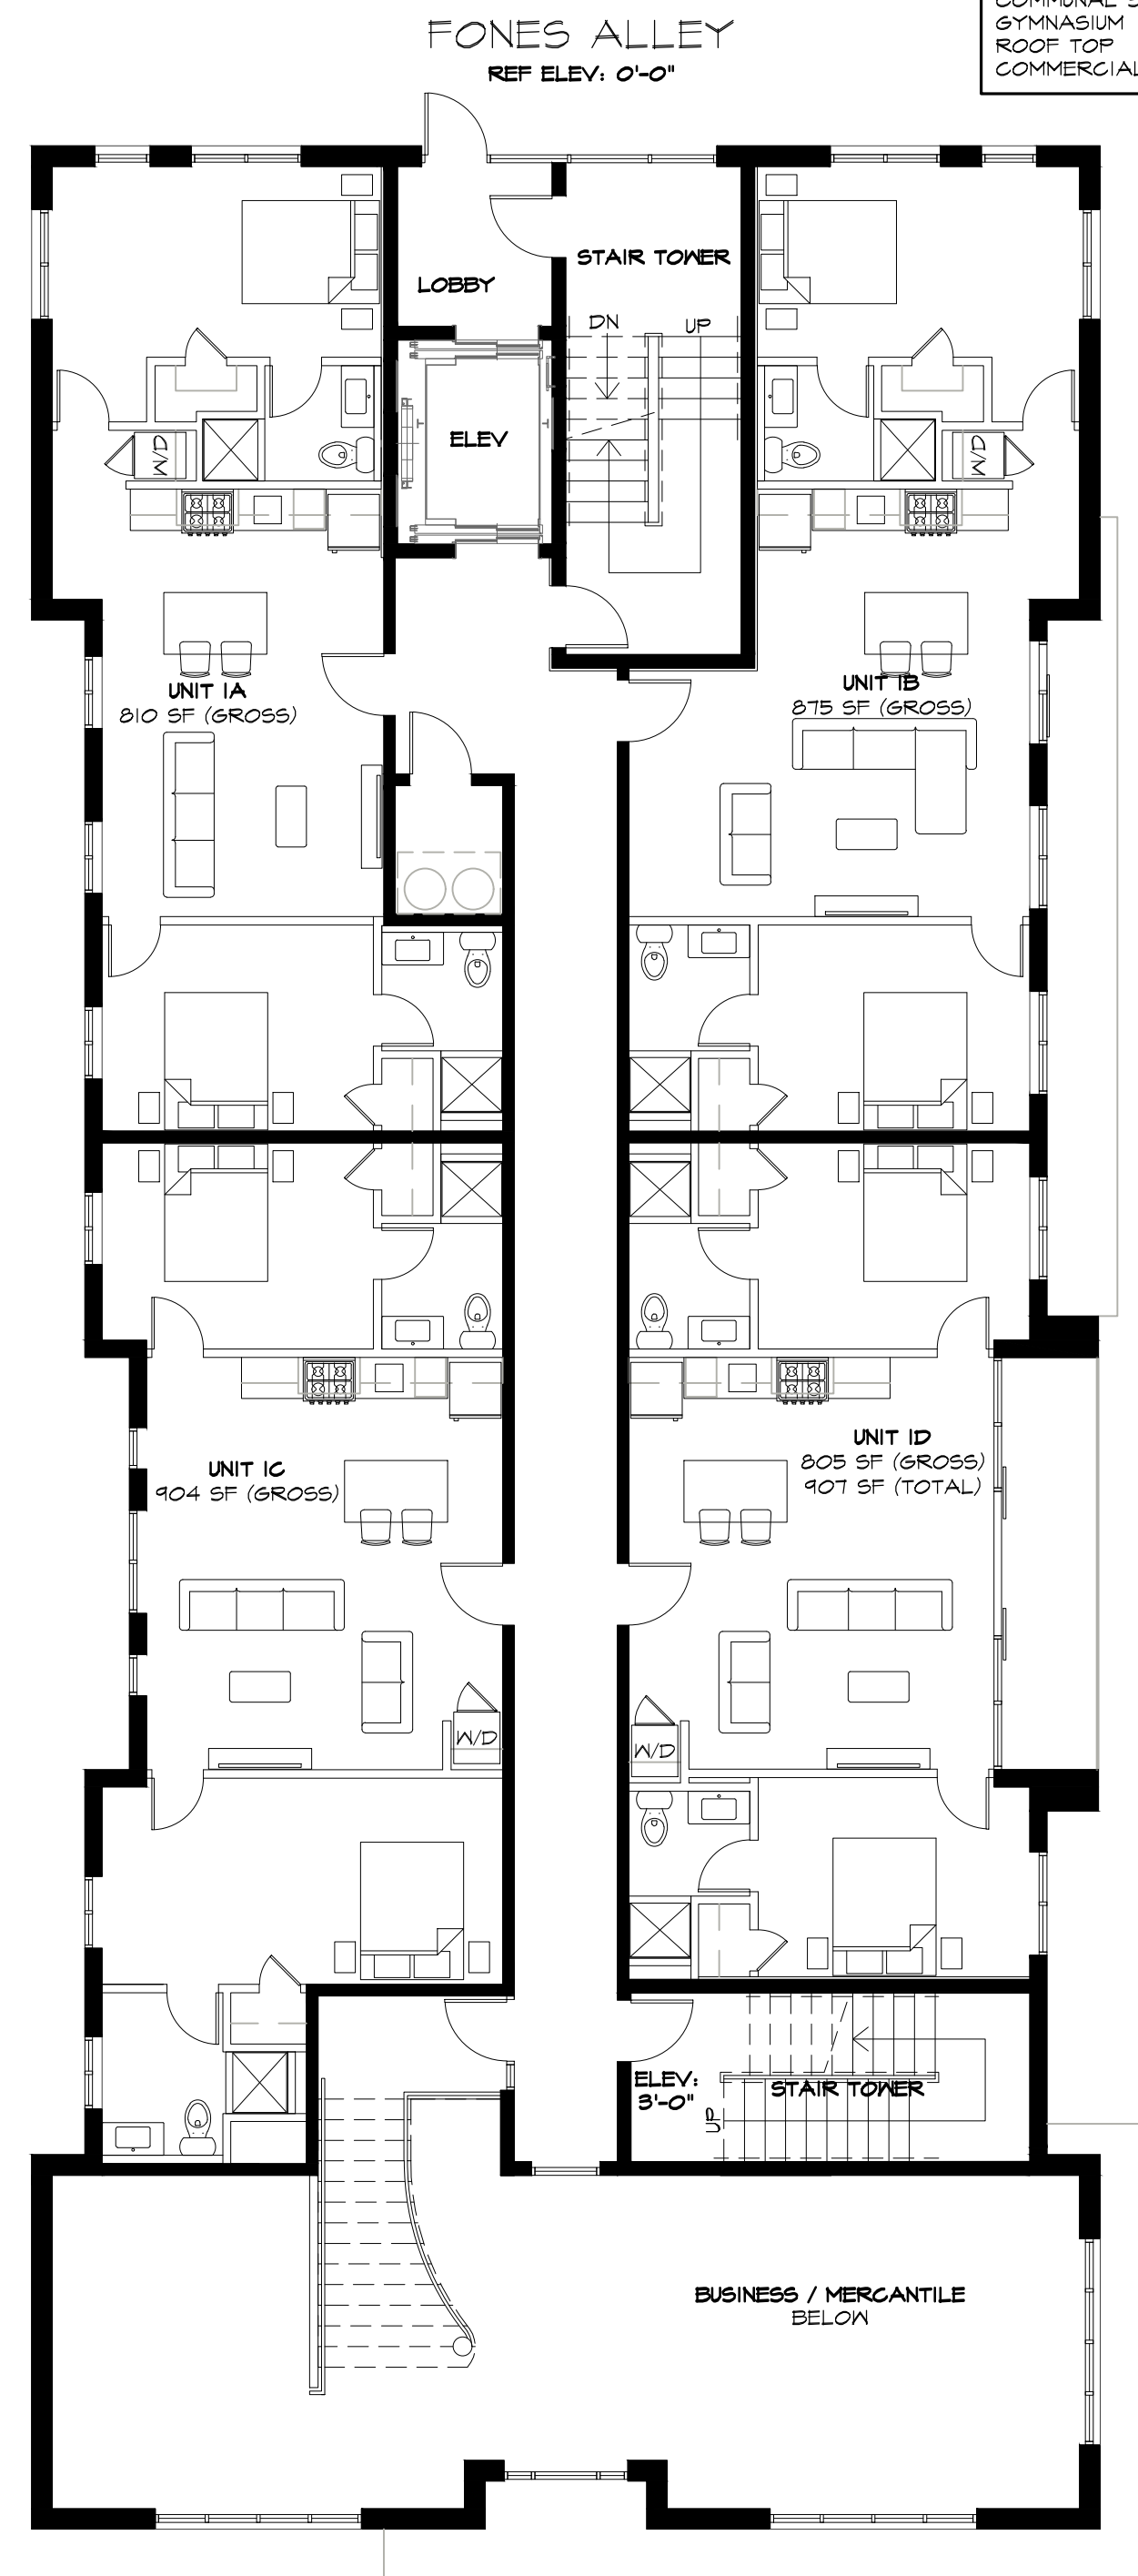 COMMUNAL
GYMNASIUM
ROOF TOP
COMMERCIAL
FONES ALLEY
REF ELEV: 0'-0"
LOBBY
STAIR TOWER
DN
UP
ELEV
W/D
W/D
UNIT 1A
810 SF (GROSS)
UNIT 1B
875 SF (GROSS)
UNIT 1C
904 SF (GROSS)
UNIT 1D
805 SF (GROSS)
907 SF (TOTAL)
W/D
W/D
ELEV:
3'-0"
UP
STAIR TOWER
BUSINESS / MERCANTILE
BELOW